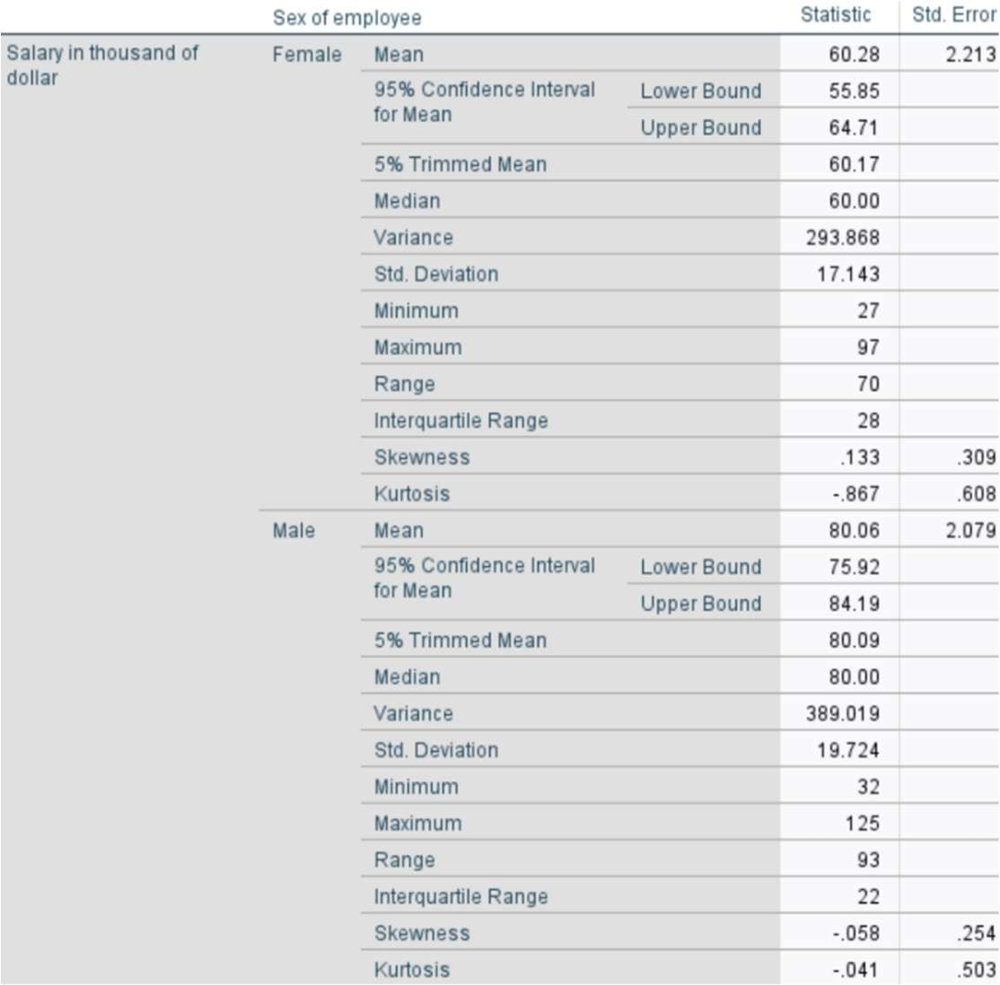 Sex of employee Statistic Std. Error
Salary in thousand of dollar Female Mean 60.28 2.213
95% Confidence Interval for Mean Lower Bound 55.85
Upper Bound 64.71
5% Trimmed Mean 60.17
Median 60.00
Variance 293.868
Std. Deviation 17.143
Minimum 27
Maximum 97
Range 70
Interquartile Range 28
Skewness .133 .309
Kurtosis -.867 .608
Male Mean 80.06 2.079
95% Confidence Interval for Mean Lower Bound 75.92
Upper Bound 84.19
5% Trimmed Mean 80.09
Median 80.00
Variance 389.019
Std. Deviation 19.724
Minimum 32
Maximum 125
Range 93
Interquartile Range 22
Skewness -.058 .254
Kurtosis -.041 .503